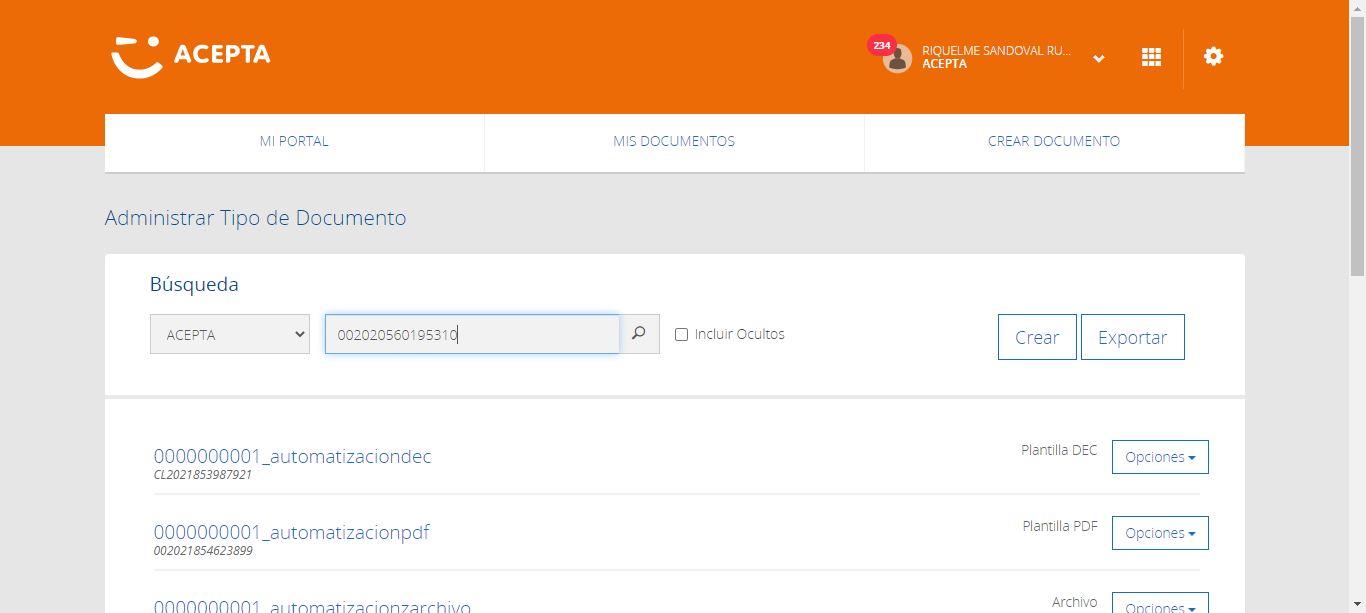 ACEPTA
234
RIQUELME SANDOVAL RU...
ACEPTA
MI PORTAL
MIS DOCUMENTOS
CREAR DOCUMENTO
Administrar Tipo de Documento
Búsqueda
ACEPTA
002020560195310
Incluir Ocultos
Crear
Exportar
0000000001_automatizaciondec
CL2021853987921
Plantilla DEC
Opciones
0000000001_automatizacionpdf
002021854623899
Plantilla PDF
Opciones
0000000001_automatizacionzarchivo
Archivo
Opciones